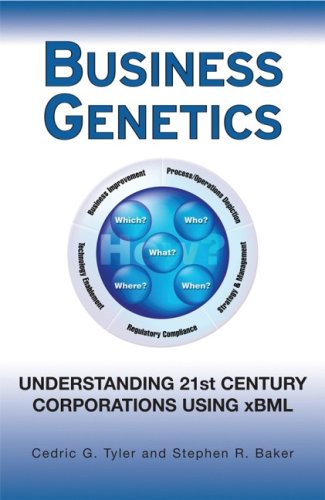 BUSINESS
GENETICS
Business Improvement
Process/Operations Depiction
Technology Enablement
Strategy & Management
Regulatory Compliance
Which?
Who?
How?
What?
Where?
When?
UNDERSTANDING 21st CENTURY
CORPORATIONS USING xBML
Cedric G. Tyler and Stephen R. Baker